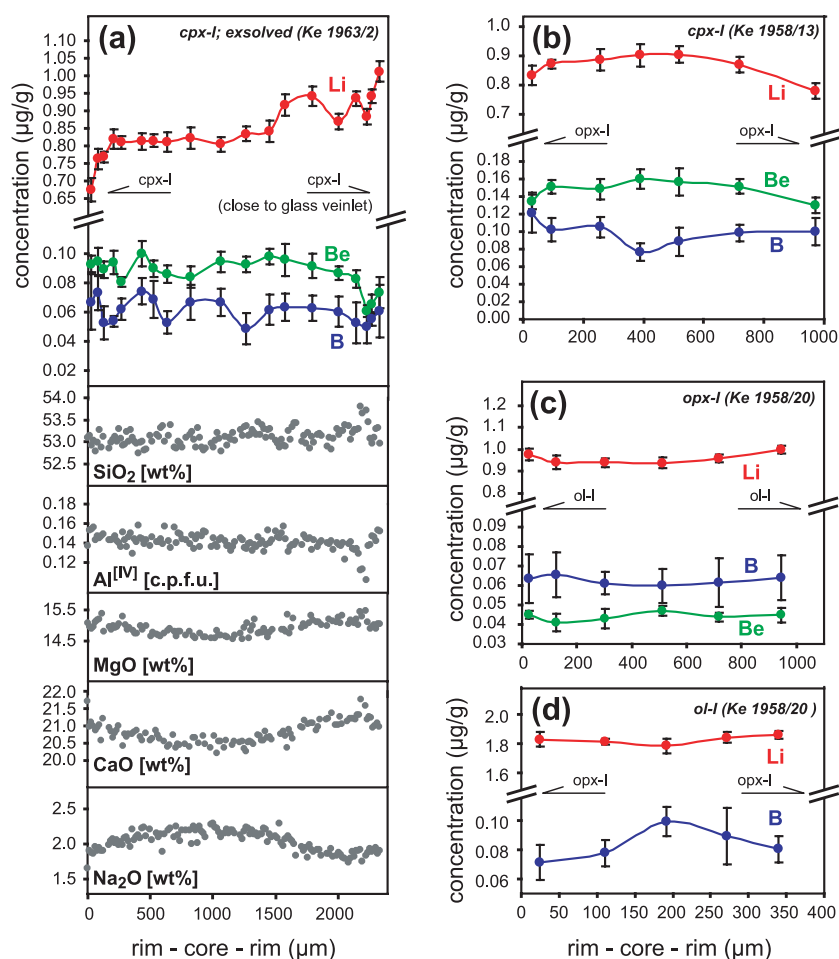 (a)
cpx-I; exsolved (Ke 1963/2)
concentration (µg/g)
1.10
1.05
1.00
0.95
0.90
0.85
0.80
0.75
0.70
0.65
Li
cpx-I
cpx-I
(close to glass veinlet)
0.10
0.08
0.06
0.04
0.02
Be
B
54.0
53.5
53.0
52.5
SiO₂ [wt%]
0.18
0.16
0.14
0.12
Al[IV] [c.p.f.u.]
15.5
14.5
MgO [wt%]
22.0
21.5
21.0
20.5
20.0
CaO [wt%]
2.5
2.0
1.5
Na₂O [wt%]
0 500 1000 1500 2000
rim - core - rim (µm)
(b)
cpx-I (Ke 1958/13)
concentration (µg/g)
1.0
0.9
0.8
0.7
Li
opx-I
opx-I
0.16
0.18
0.14
0.12
0.10
0.08
0.06
0.04
0.02
0.00
Be
B
0 200 400 600 800 1000
(c)
opx-I (Ke 1958/20)
concentration (µg/g)
1.2
1.1
1.0
0.9
0.8
Li
ol-I
ol-I
0.09
0.08
0.07
0.06
0.05
0.04
0.03
B
Be
0 200 400 600 800 1000
(d)
ol-I (Ke 1958/20 )
concentration (µg/g)
2.0
1.8
1.6
Li
opx-I
opx-I
0.10
0.08
0.06
B
0 50 100 150 200 250 300 350 400
rim - core - rim (µm)